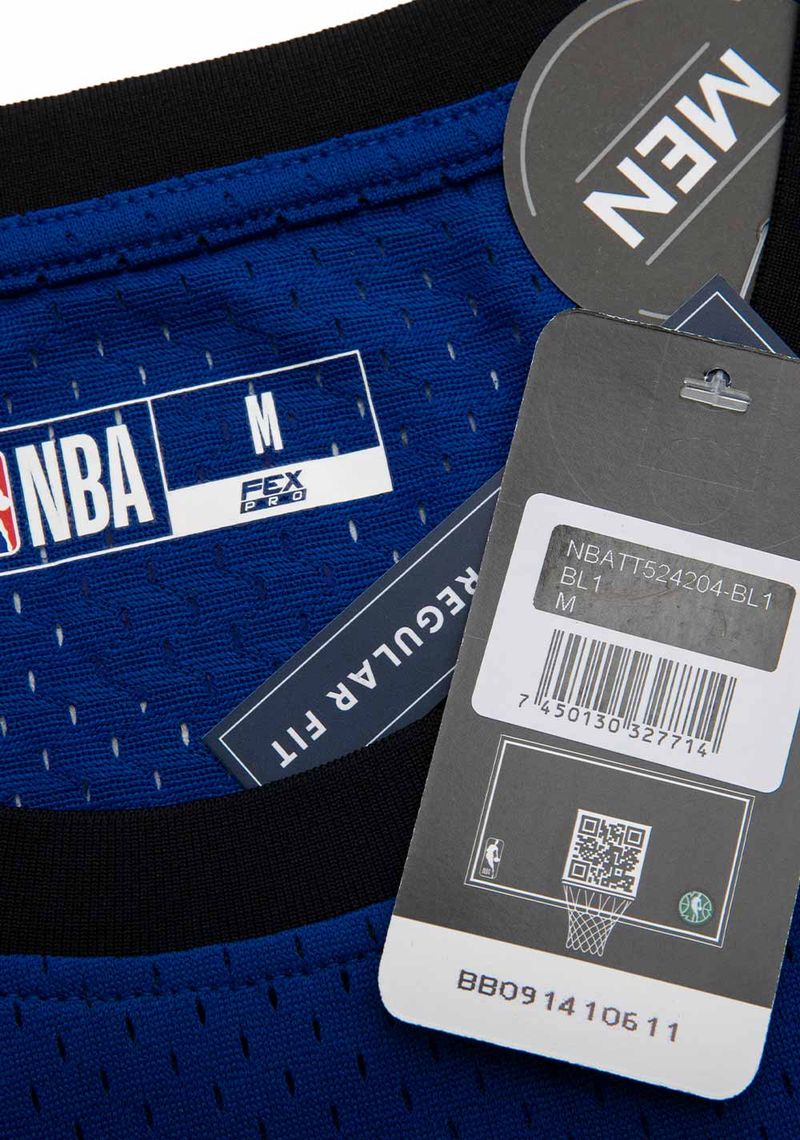 MEN
NBA
M
FEX
PRO
REGULAR FIT
NBATT524204-BL1
BL1
M
7 450130 327714
BB091410611